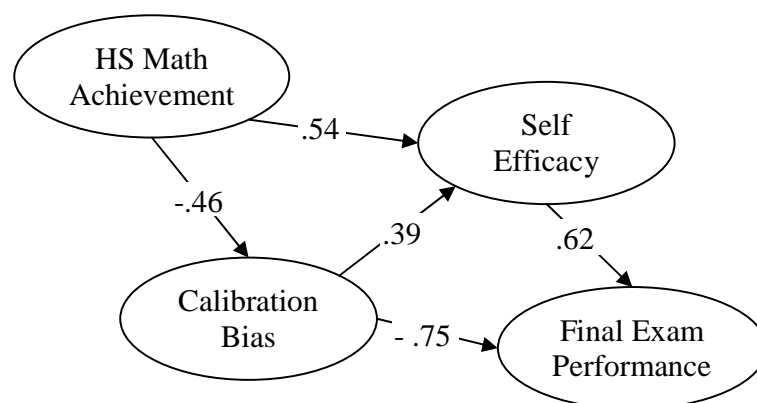 HS Math
Achievement
.54
Self
Efficacy
-.46
.39
.62
Calibration
Bias
- .75
Final Exam
Performance